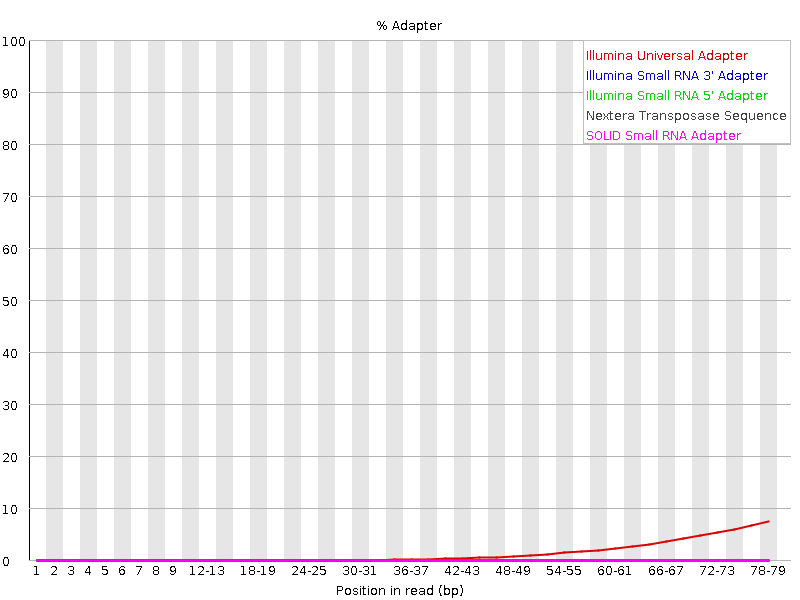 % Adapter
100
90
80
70
60
50
40
30
20
10
0
Illumina Universal Adapter
Illumina Small RNA 3' Adapter
Illumina Small RNA 5' Adapter
Nextera Transposase Sequence
SOLID Small RNA Adapter
1 2 3 4 5 6 7 8 9 12-13 18-19 24-25 30-31 36-37 42-43 48-49 54-55 60-61 66-67 72-73 78-79
Position in read (bp)